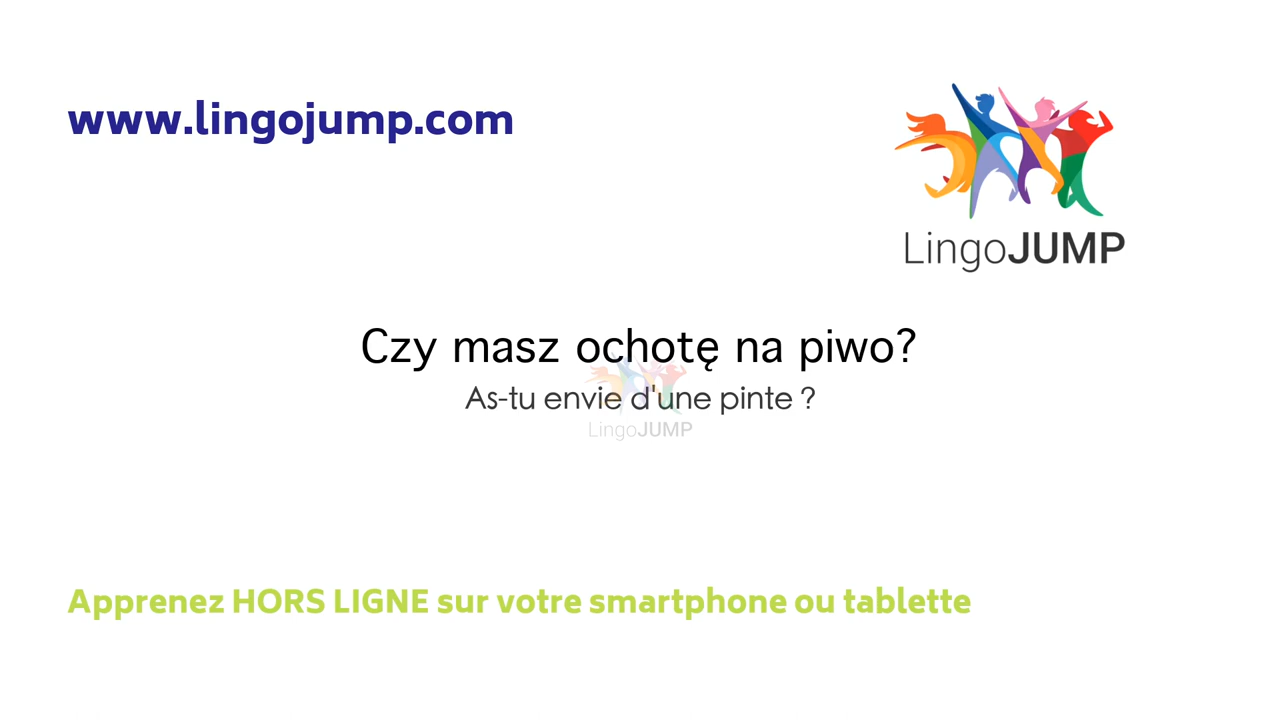 www.lingojump.com
LingoJUMP
Czy masz ochotę na piwo?
As-tu envie d'une pinte ?
LingoJUMP
Apprenez HORS LIGNE sur votre smartphone ou tablette